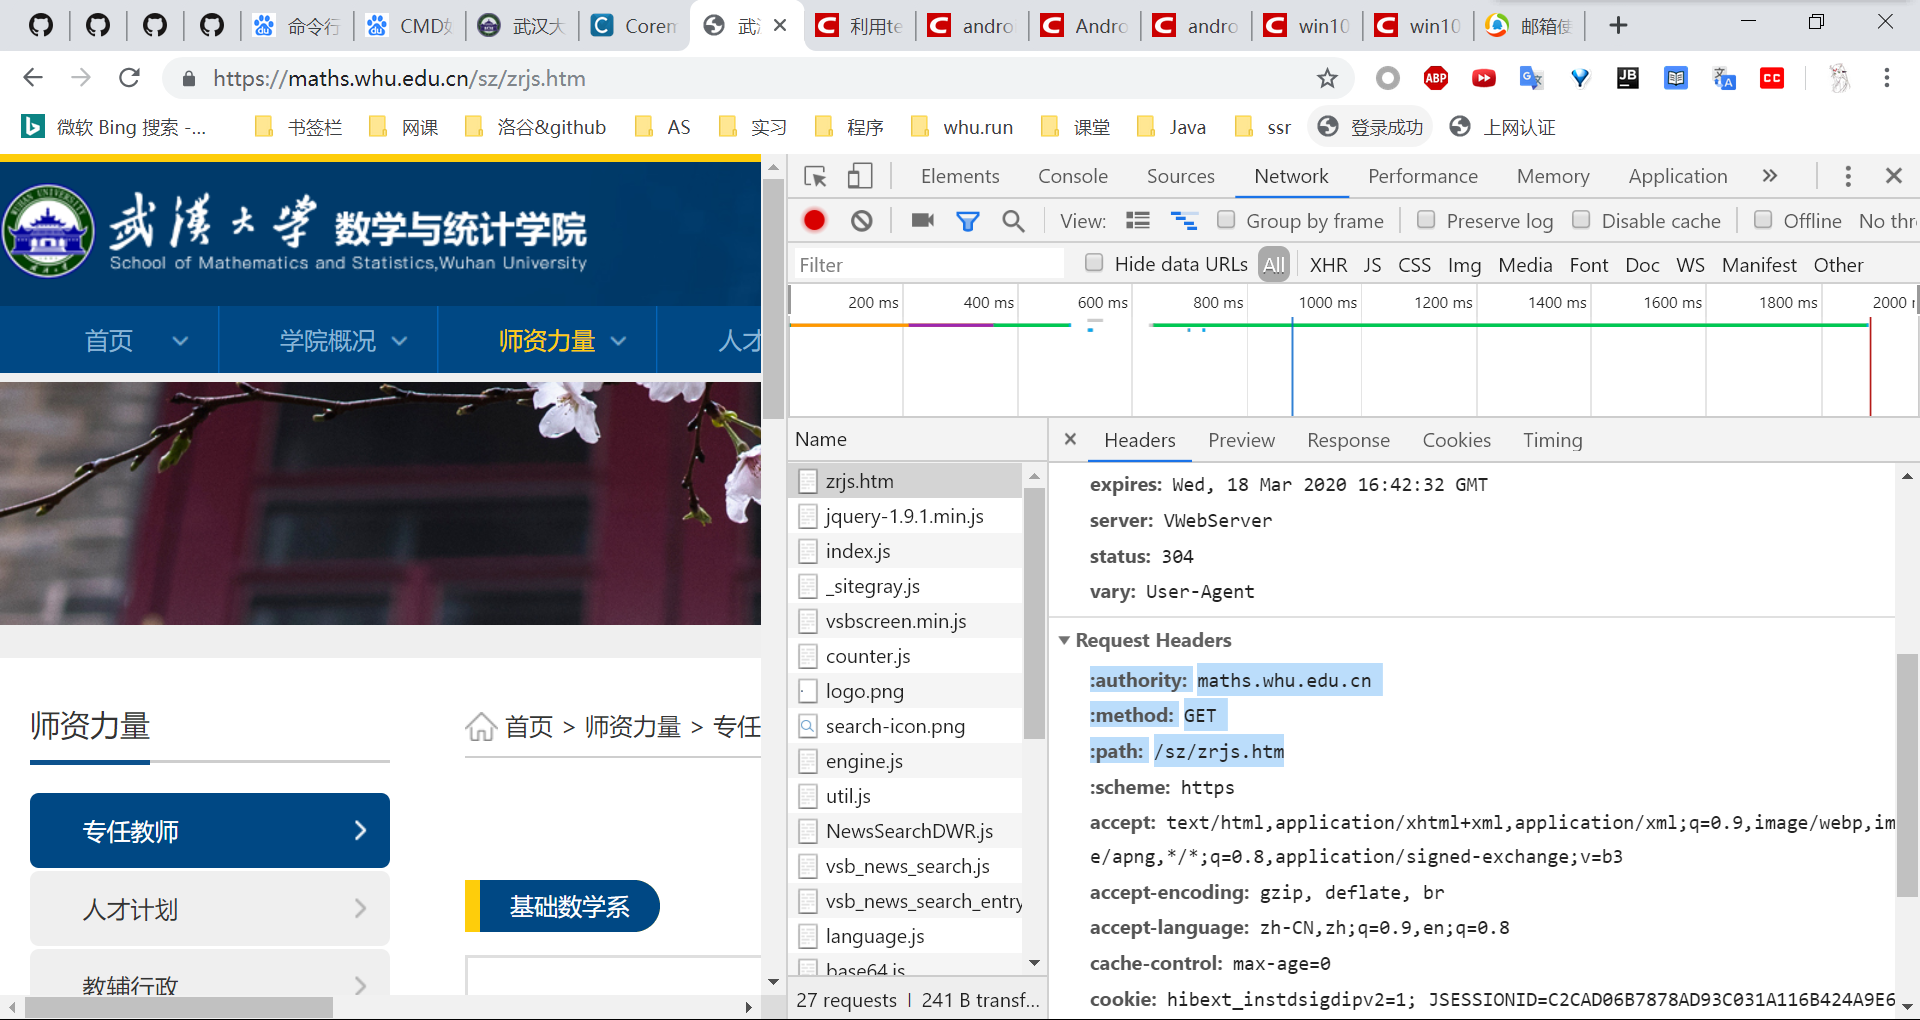 命令行
CMD如
武汉大
Corem
武汉
利用te
andro
Andro
andro
win10
win10
邮箱使
https://maths.whu.edu.cn/sz/zrjs.htm
ABP
JB
CC
微软 Bing 搜索 -...
书签栏
网课
洛谷&github
AS
实习
程序
whu.run
课堂
Java
ssr
登录成功
上网认证
武漢大学 数学与统计学院
School of Mathematics and Statistics,Wuhan University
首页
学院概况
师资力量
人才
师资力量
首页 > 师资力量 > 专任
专任教师
人才计划
教辅行政
基础数学系
Elements Console Sources Network Performance Memory Application »
View: Group by frame Preserve log Disable cache Offline No thr
Filter Hide data URLs All XHR JS CSS Img Media Font Doc WS Manifest Other
200 ms 400 ms 600 ms 800 ms 1000 ms 1200 ms 1400 ms 1600 ms 1800 ms 2000
Name
zrjs.htm
jquery-1.9.1.min.js
index.js
_sitegray.js
vsbscreen.min.js
counter.js
logo.png
search-icon.png
engine.js
util.js
NewsSearchDWR.js
vsb_news_search.js
vsb_news_search_entry
language.js
base64.js
27 requests | 241 B transf...
Headers Preview Response Cookies Timing
expires: Wed, 18 Mar 2020 16:42:32 GMT
server: VWebServer
status: 304
vary: User-Agent
Request Headers
:authority: maths.whu.edu.cn
:method: GET
:path: /sz/zrjs.htm
:scheme: https
accept: text/html,application/xhtml+xml,application/xml;q=0.9,image/webp,im
e/apng,*/*;q=0.8,application/signed-exchange;v=b3
accept-encoding: gzip, deflate, br
accept-language: zh-CN,zh;q=0.9,en;q=0.8
cache-control: max-age=0
cookie: hibext_instdsigdipv2=1; JSESSIONID=C2CAD06B7878AD93C031A116B424A9E6